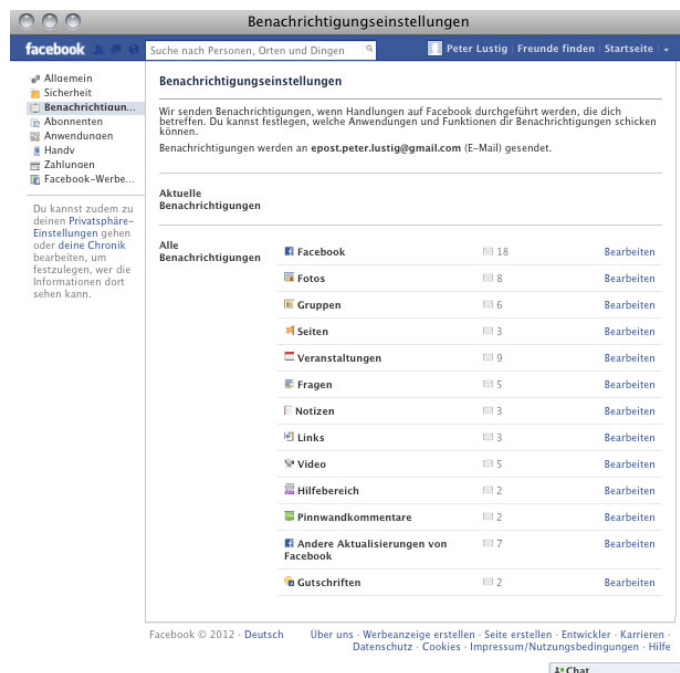 Benachrichtigungseinstellungen
facebook Suche nach Personen, Orten und Dingen Peter Lustig Freunde finden Startseite
Allgemein
Sicherheit
Benachrichtigun...
Abonnenten
Anwendungen
Handy
Zahlungen
Facebook-Werbe...
Du kannst zudem zu
deinen Privatsphäre-
Einstellungen gehen
oder deine Chronik
bearbeiten, um
festzulegen, wer die
Informationen dort
sehen kann.
Benachrichtigungseinstellungen
Wir senden Benachrichtigungen, wenn Handlungen auf Facebook durchgeführt werden, die dich
betreffen. Du kannst festlegen, welche Anwendungen und Funktionen dir Benachrichtigungen schicken
können.
Benachrichtigungen werden an epost.peter.lustig@gmail.com (E-Mail) gesendet.
Aktuelle
Benachrichtigungen
Alle
Benachrichtigungen
Facebook 18 Bearbeiten
Fotos 8 Bearbeiten
Gruppen 6 Bearbeiten
Seiten 3 Bearbeiten
Veranstaltungen 9 Bearbeiten
Fragen 5 Bearbeiten
Notizen 3 Bearbeiten
Links 3 Bearbeiten
Video 5 Bearbeiten
Hilfebereich 2 Bearbeiten
Pinnwandkommentare 2 Bearbeiten
Andere Aktualisierungen von 7 Bearbeiten
Facebook
Gutschriften 2 Bearbeiten
Facebook © 2012 · Deutsch Über uns · Werbeanzeige erstellen · Seite erstellen · Entwickler · Karrieren ·
Datenschutz · Cookies · Impressum/Nutzungsbedingungen · Hilfe
Chat